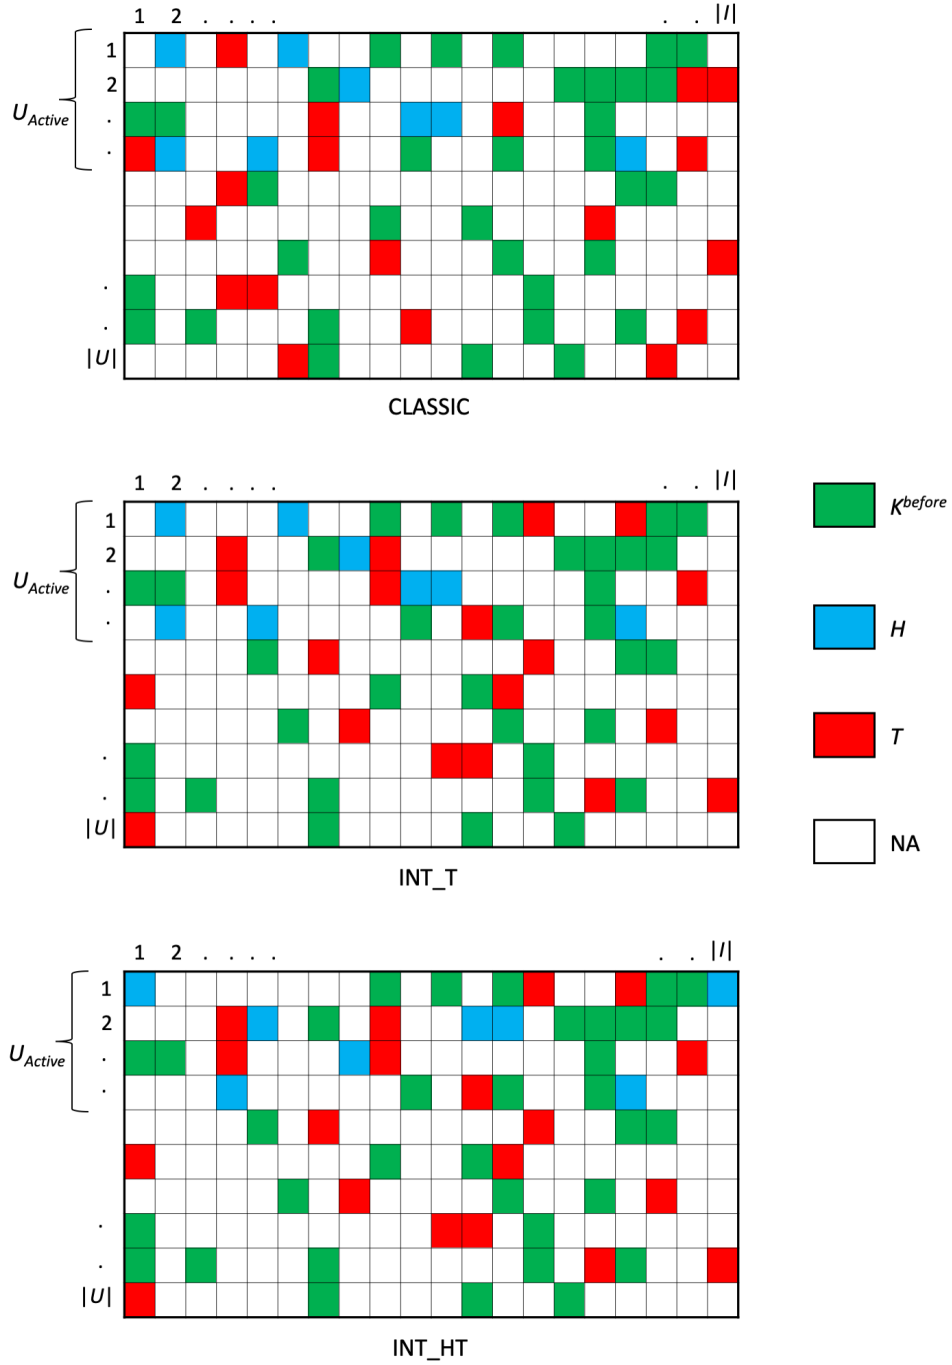 1 2 . . . . . . |I|
1
2
U_Active .
.
.
.
|U|
CLASSIC
1 2 . . . . . . |I|
1
2
U_Active .
.
.
.
|U|
INT_T
K^before
H
T
NA
1 2 . . . . . . |I|
1
2
U_Active .
.
.
.
|U|
INT_HT